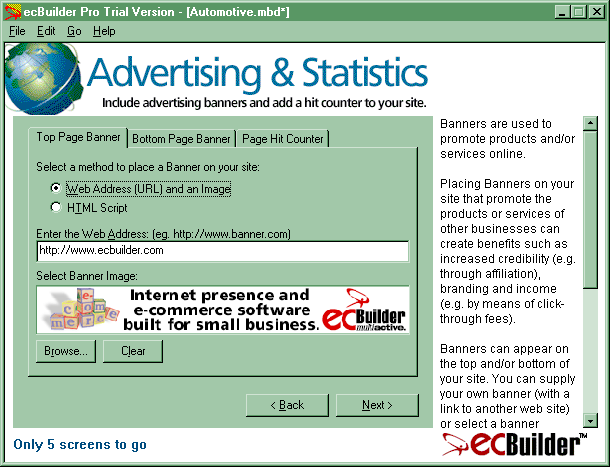 ecBuilder Pro Trial Version - [Automotive.mbd*]
File Edit Go Help
Advertising & Statistics
Include advertising banners and add a hit counter to your site.
Top Page Banner Bottom Page Banner Page Hit Counter
Select a method to place a Banner on your site:
Web Address (URL) and an Image
HTML Script
Enter the Web Address: (eg. http://www.banner.com)
http://www.ecbuilder.com
Select Banner Image:
Internet presence and
e-commerce software
built for small business.
ecBuilder
multiactive.
Browse... Clear
< Back Next >
Only 5 screens to go
Banners are used to
promote products and/or
services online.
Placing Banners on your
site that promote the
products or services of
other businesses can
create benefits such as
increased credibility (e.g.
through affiliation),
branding and income
(e.g. by means of click-
through fees).
Banners can appear on
the top and/or bottom of
your site. You can supply
your own banner (with a
link to another web site)
or select a banner
ecBuilder™